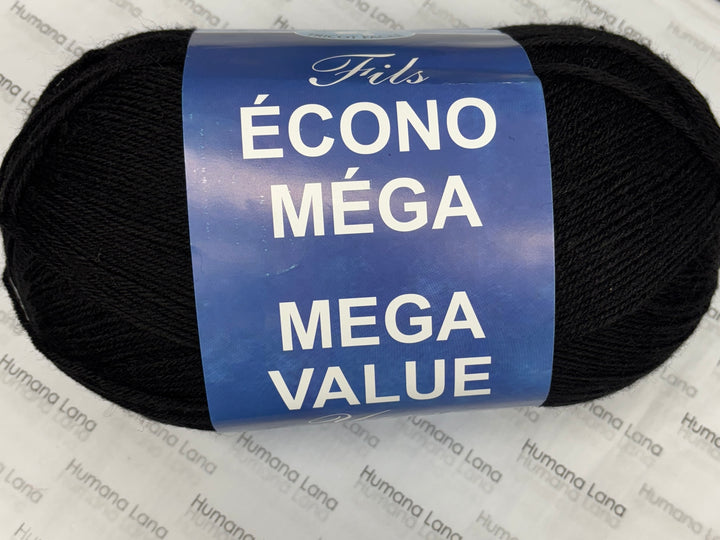 Fils
ÉCONO
MÉGA
MEGA
VALUE
Humana Lana